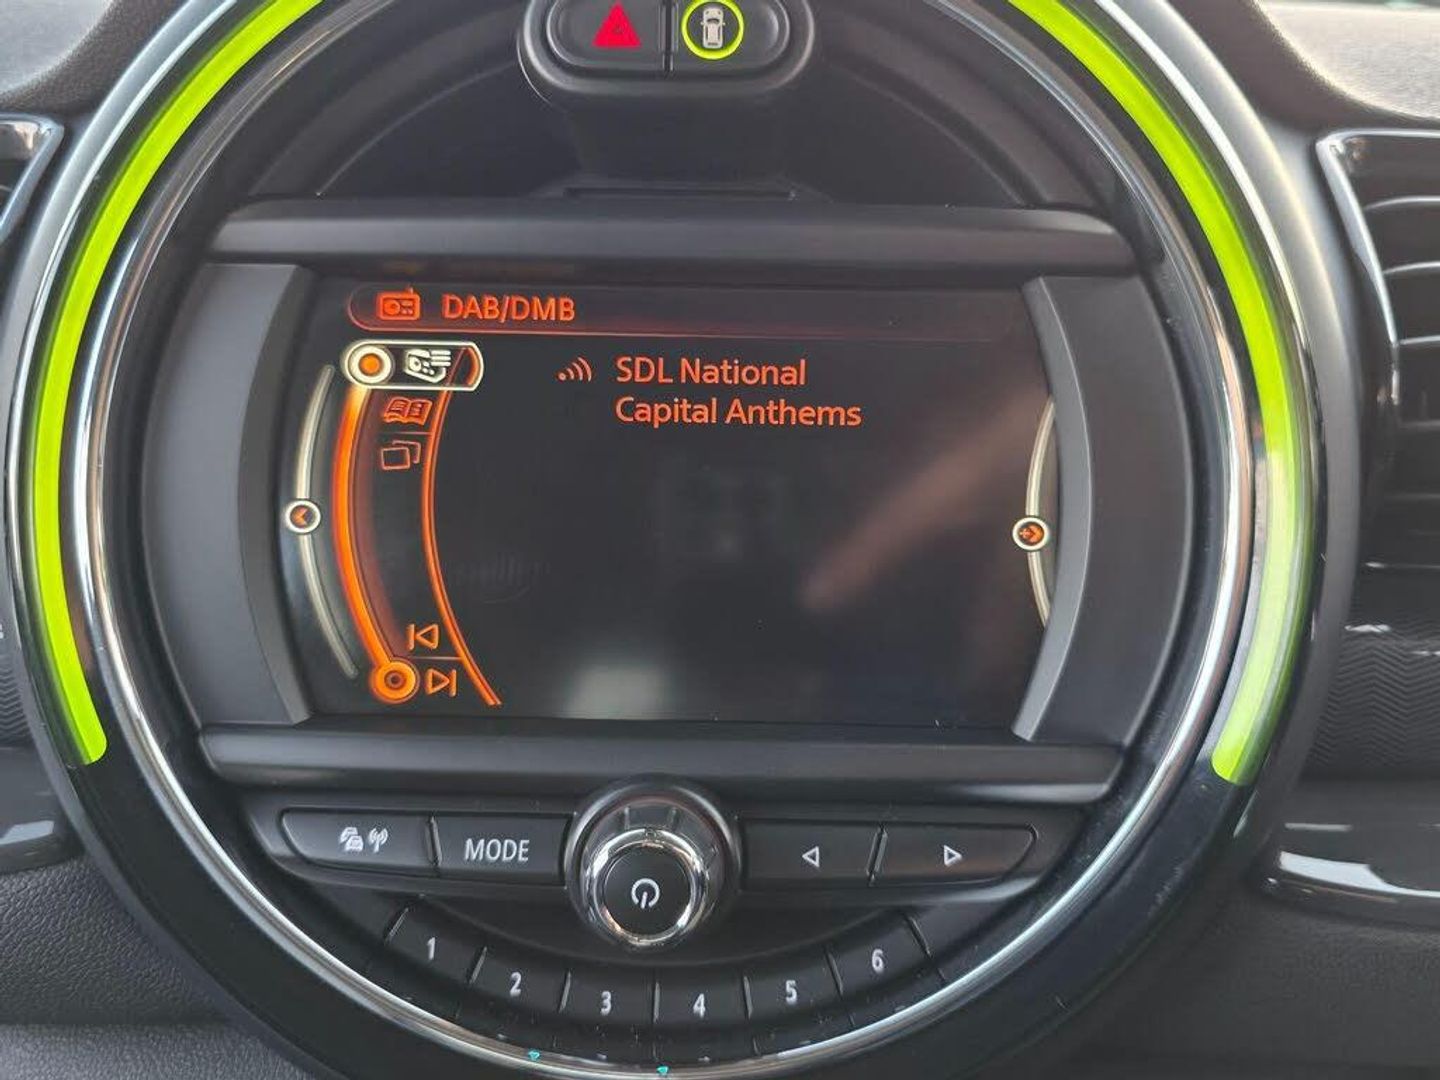 DAB/DMB
SDL National
Capital Anthems
MODE
1
2
3
4
5
6